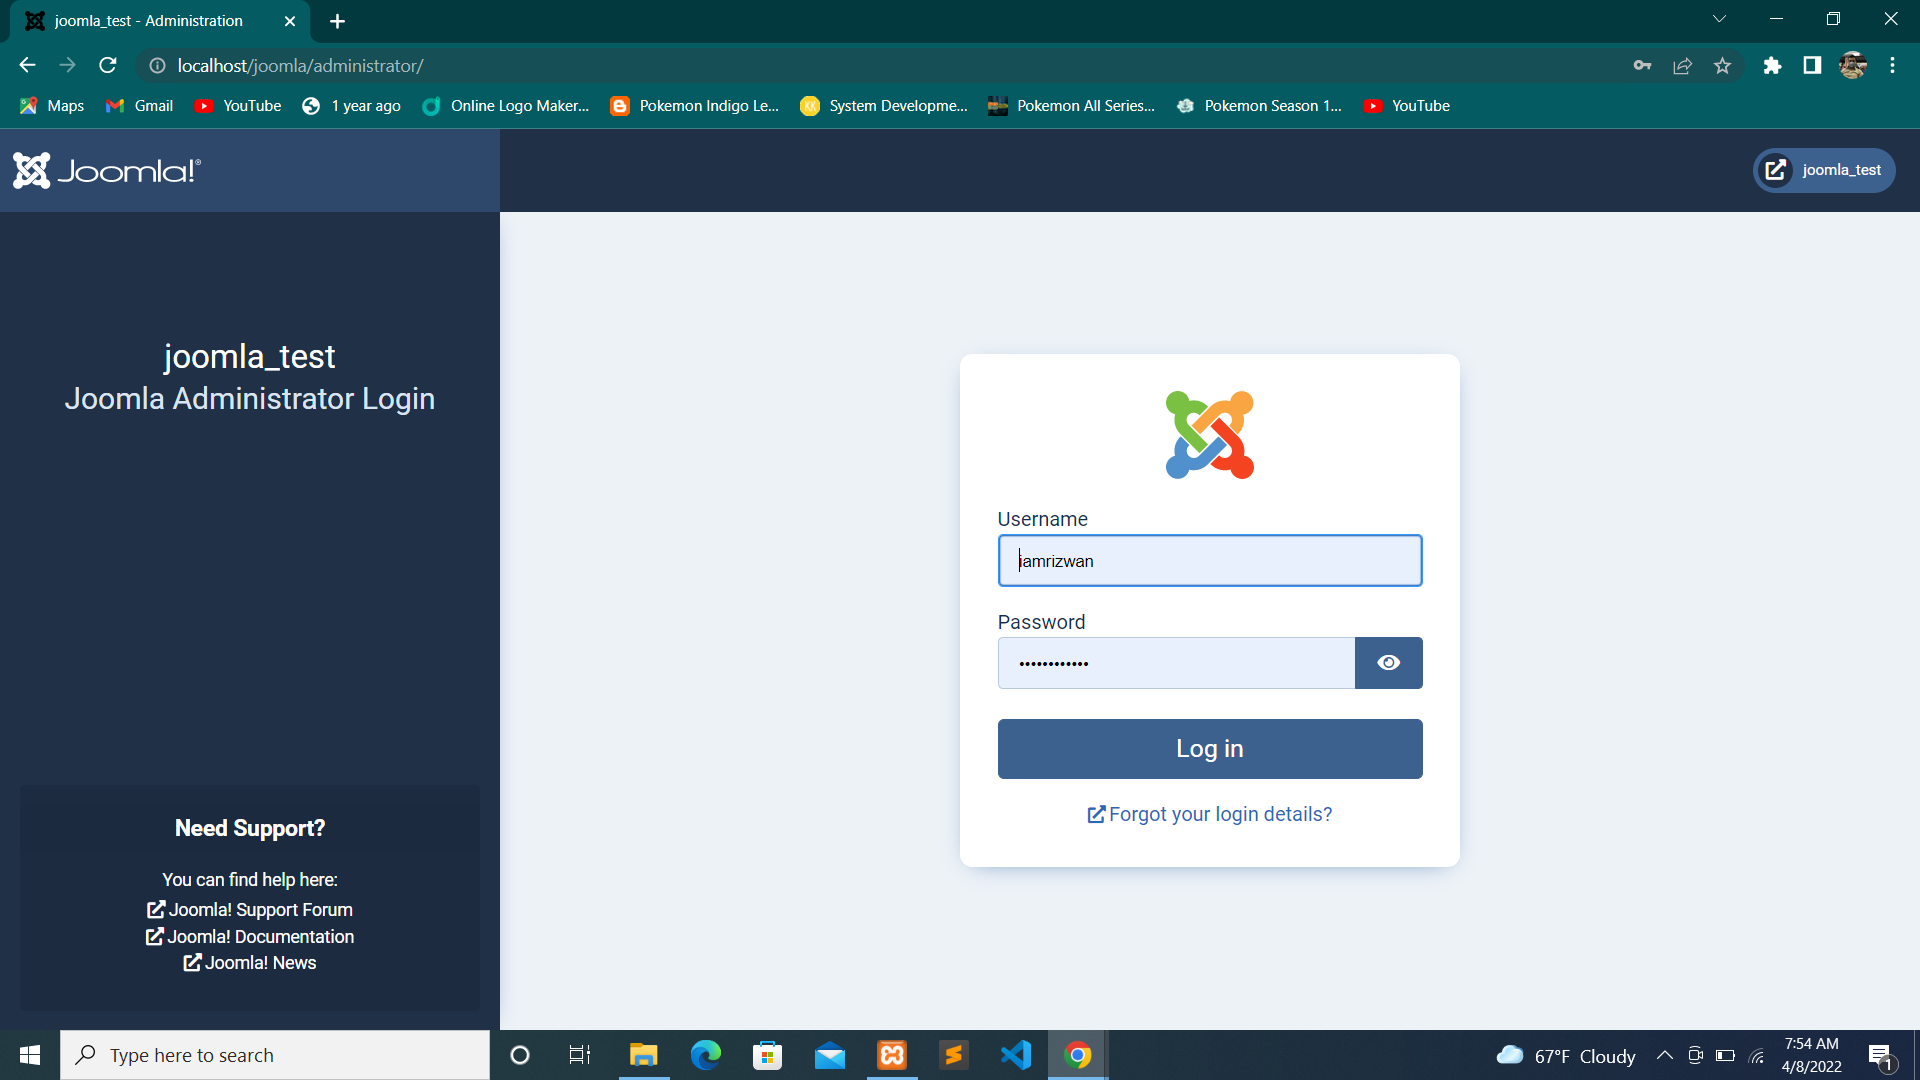 joomla_test - Administration
localhost/joomla/administrator/
Maps Gmail YouTube 1 year ago Online Logo Maker... Pokemon Indigo Le... System Developme... Pokemon All Series... Pokemon Season 1... YouTube
Joomla!®
joomla_test
joomla_test
Joomla Administrator Login
Username
iamrizwan
Password
••••••••••••
Log in
Forgot your login details?
Need Support?
You can find help here:
Joomla! Support Forum
Joomla! Documentation
Joomla! News
Type here to search
67°F Cloudy
7:54 AM
4/8/2022
1